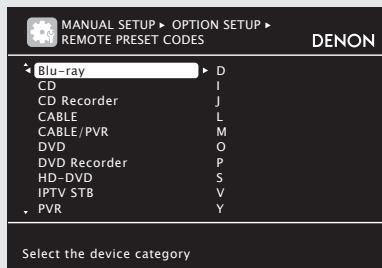 MANUAL SETUP ▸ OPTION SETUP ▸
REMOTE PRESET CODES
DENON
Blu-ray ▸ D
CD I
CD Recorder J
CABLE L
CABLE/PVR M
DVD O
DVD Recorder P
HD-DVD S
IPTV STB V
PVR Y
Select the device category